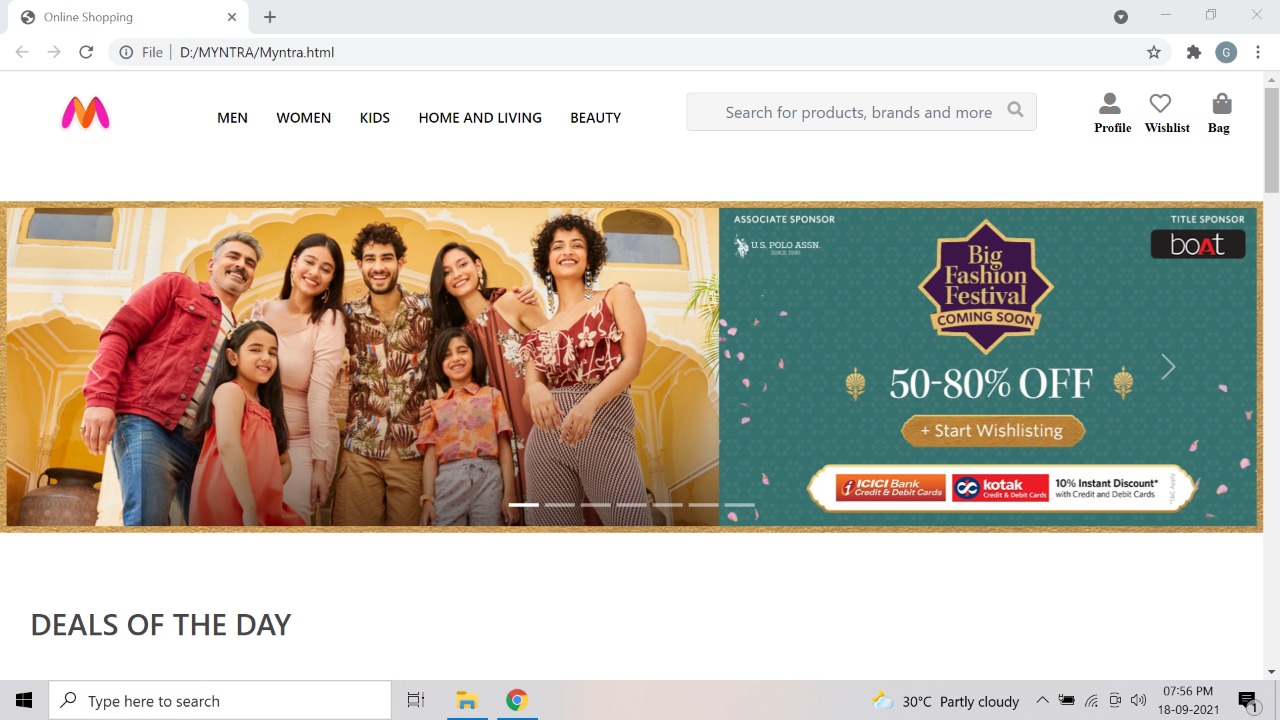 Online Shopping
File
D:/MYNTRA/Myntra.html
G
MEN WOMEN KIDS HOME AND LIVING BEAUTY
Search for products, brands and more
Profile Wishlist Bag
ASSOCIATE SPONSOR
U.S. POLO ASSN.
SINCE 1890
TITLE SPONSOR
boAt
Big
Fashion
Festival
COMING SOON
50-80% OFF
+ Start Wishlisting
ICICI Bank
Credit & Debit Cards
kotak
Credit & Debit Cards
10% Instant Discount*
with Credit and Debit Cards
*T&C Apply
DEALS OF THE DAY
Type here to search
30°C Partly cloudy
07:56 PM
18-09-2021
1